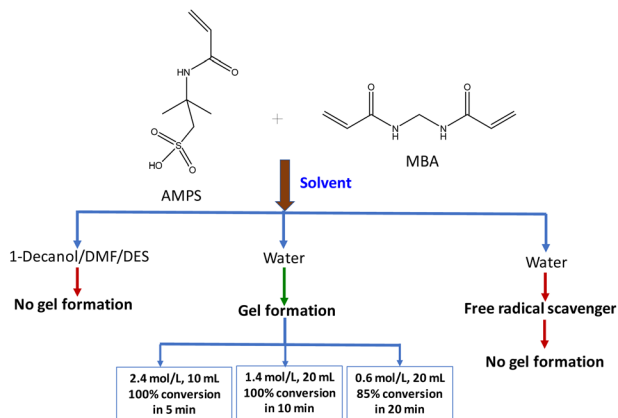 HN
O
O
S
HO
O
AMPS
+
O
N
H
N
H
O
MBA
Solvent
1-Decanol/DMF/DES
No gel formation
Water
Gel formation
Water
Free radical scavenger
No gel formation
2.4 mol/L, 10 mL
100% conversion
in 5 min
1.4 mol/L, 20 mL
100% conversion
in 10 min
0.6 mol/L, 20 mL
85% conversion
in 20 min